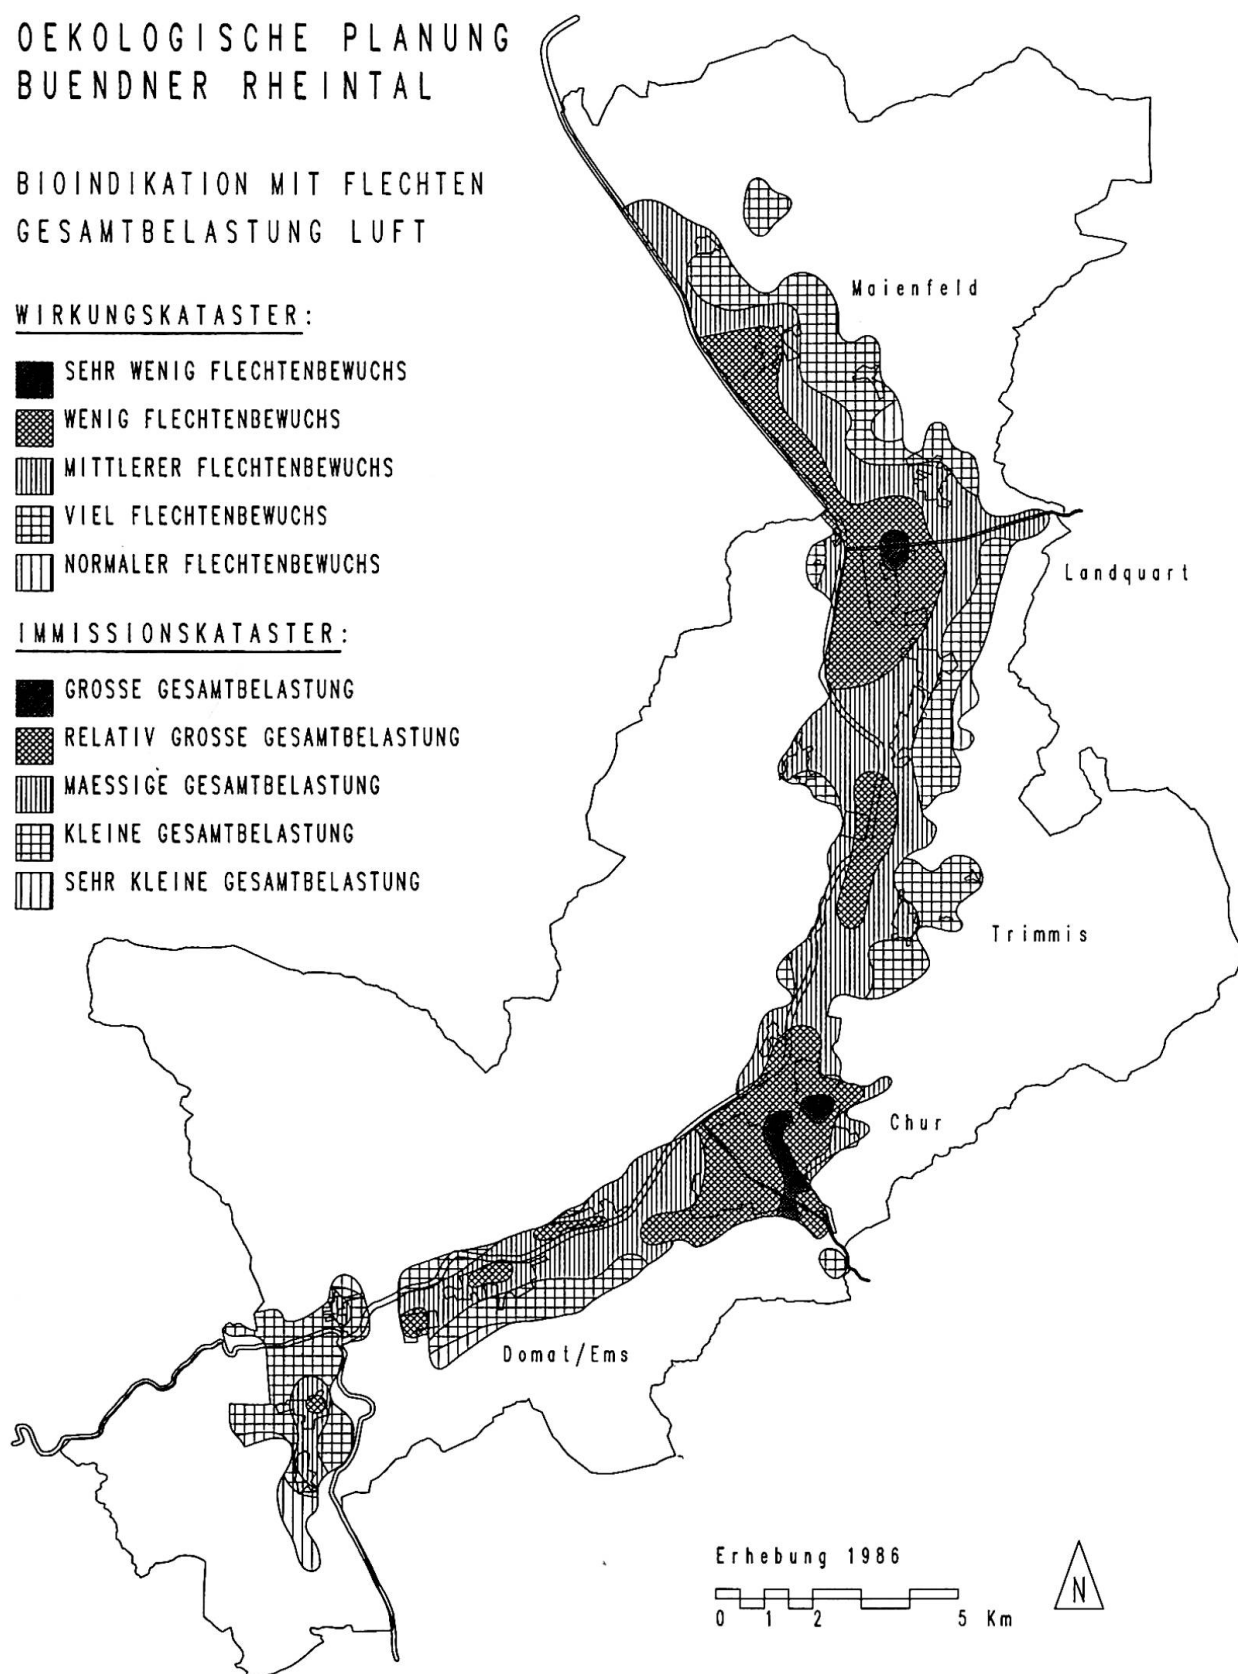 OEKOLOGISCHE PLANUNG
BUENDNER RHEINTAL
BIOINDIKATION MIT FLECHTEN
GESAMTBELASTUNG LUFT
WIRKUNGSKATASTER:
SEHR WENIG FLECHTENBEWUCHS
WENIG FLECHTENBEWUCHS
MITTLERER FLECHTENBEWUCHS
VIEL FLECHTENBEWUCHS
NORMALER FLECHTENBEWUCHS
IMMISSIONSKATASTER:
GROSSE GESAMTBELASTUNG
RELATIV GROSSE GESAMTBELASTUNG
MAESSIGE GESAMTBELASTUNG
KLEINE GESAMTBELASTUNG
SEHR KLEINE GESAMTBELASTUNG
Maienfeld
Landquart
Trimmis
Chur
Domat/Ems
Erhebung 1986
0 1 2 5 Km
N